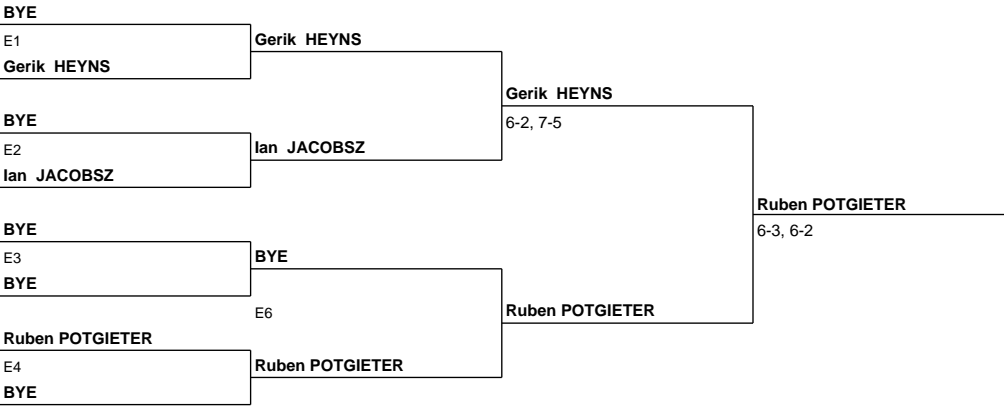 BYE
E1
Gerik HEYNS
Gerik HEYNS
BYE
E2
Ian JACOBSZ
Ian JACOBSZ
Gerik HEYNS
6-2, 7-5
BYE
E3
BYE
BYE
E6
Ruben POTGIETER
E4
BYE
Ruben POTGIETER
Ruben POTGIETER
Ruben POTGIETER
6-3, 6-2